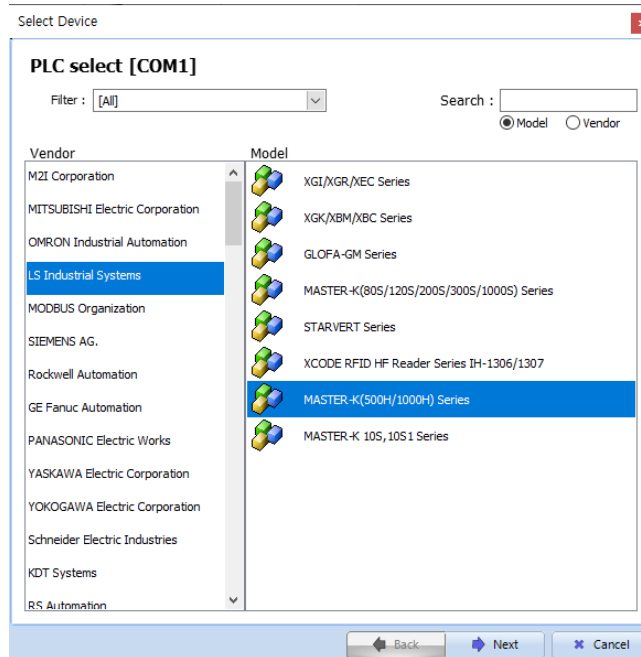 Select Device
PLC select [COM1]
Filter : [All]
Search :
Model Vendor
Vendor
M2I Corporation
MITSUBISHI Electric Corporation
OMRON Industrial Automation
LS Industrial Systems
MODBUS Organization
SIEMENS AG.
Rockwell Automation
GE Fanuc Automation
PANASONIC Electric Works
YASKAWA Electric Corporation
YOKOGAWA Electric Corporation
Schneider Electric Industries
KDT Systems
RS Automation
Model
XGI/XGR/XEC Series
XGK/XBM/XBC Series
GLOFA-GM Series
MASTER-K(80S/120S/200S/300S/1000S) Series
STARVERT Series
XCODE RFID HF Reader Series IH-1306/1307
MASTER-K(500H/1000H) Series
MASTER-K 10S,10S1 Series
Back Next Cancel